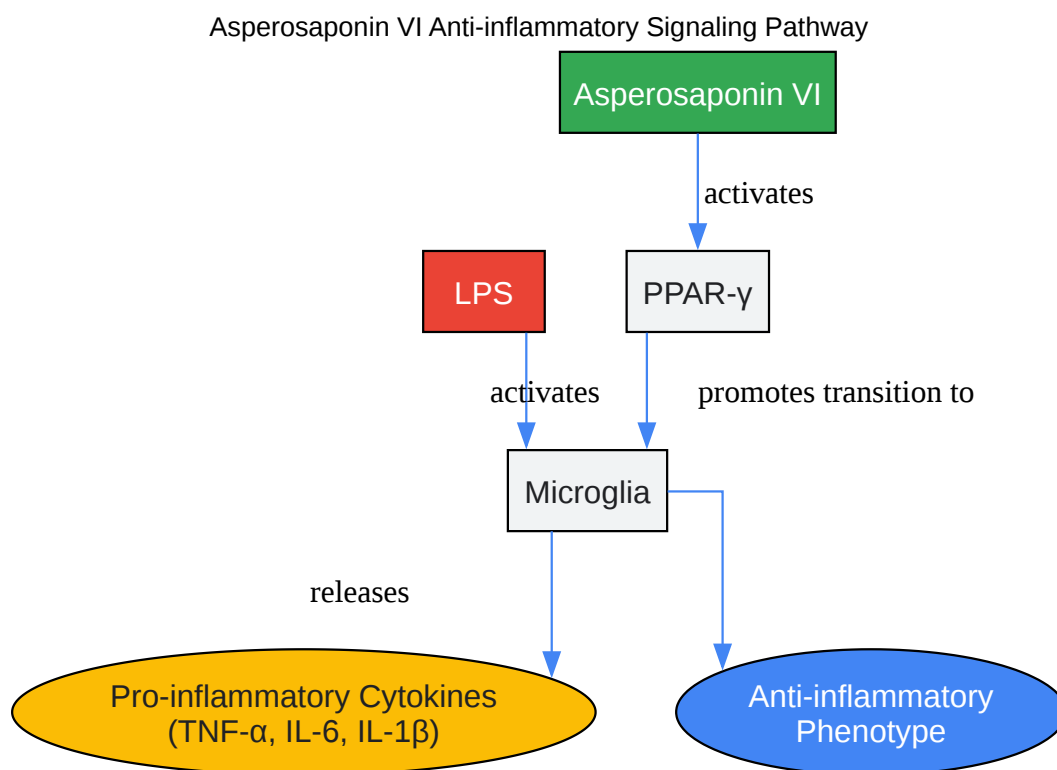 Asperosaponin VI Anti-inflammatory Signaling Pathway
Asperosaponin VI
activates
LPS
PPAR-γ
activates
promotes transition to
Microglia
releases
Pro-inflammatory Cytokines
(TNF-α, IL-6, IL-1β)
Anti-inflammatory
Phenotype